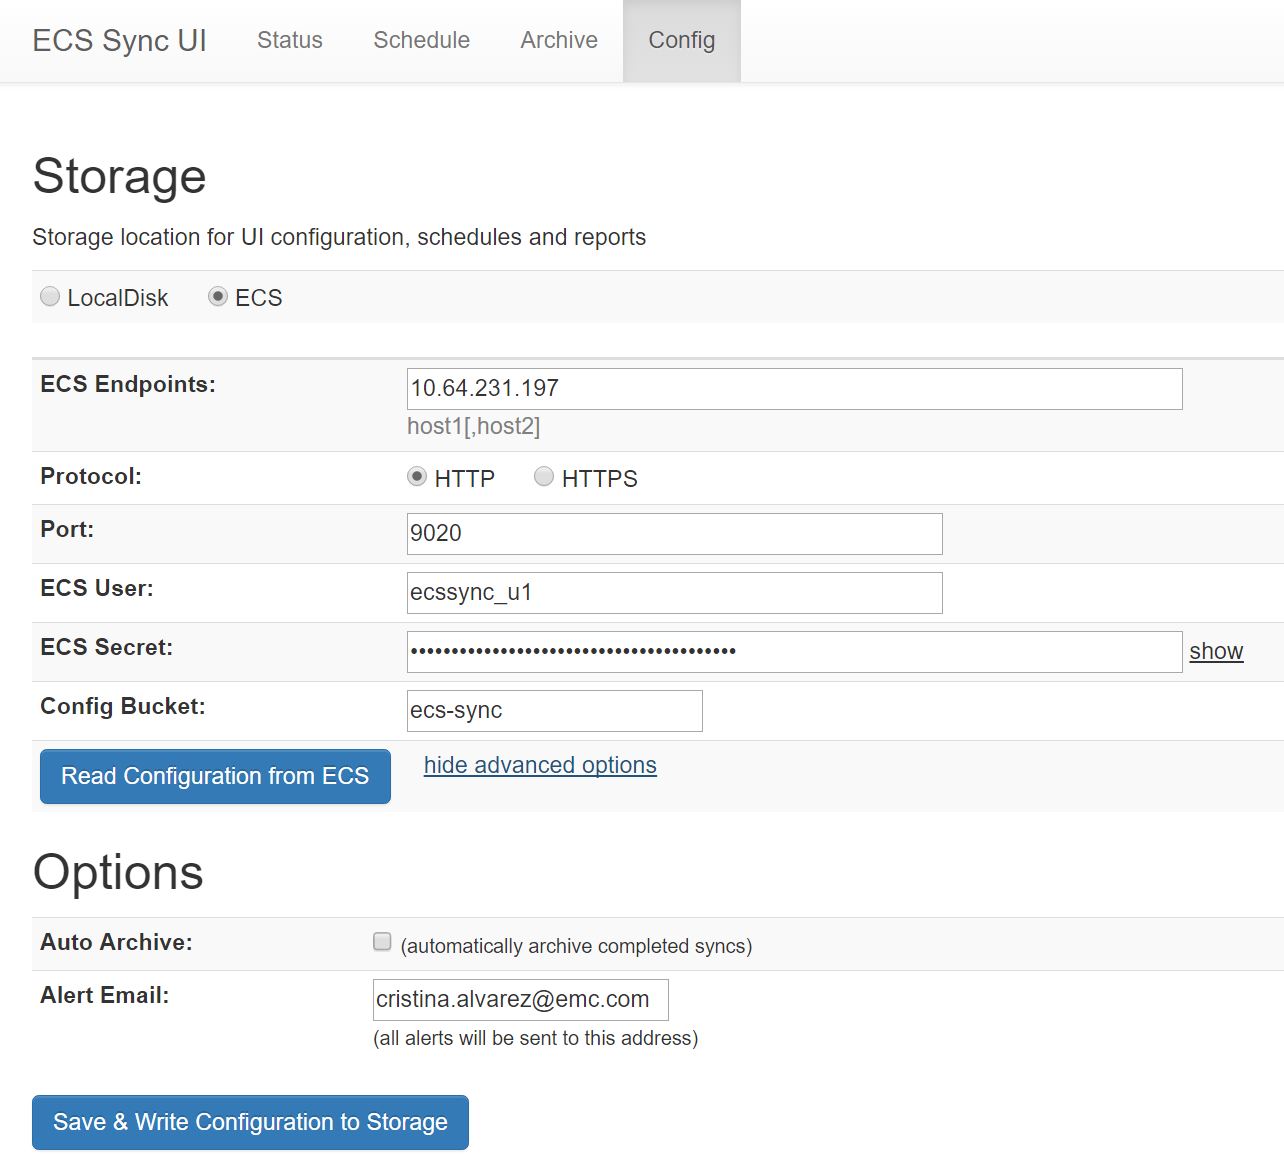 ECS Sync UI Status Schedule Archive Config
Storage
Storage location for UI configuration, schedules and reports
LocalDisk ECS
ECS Endpoints: 10.64.231.197
host1[,host2]
Protocol: HTTP HTTPS
Port: 9020
ECS User: ecssync_u1
ECS Secret: •••••••••••••••••••••••••••••••••••••••• show
Config Bucket: ecs-sync
Read Configuration from ECS hide advanced options
Options
Auto Archive: (automatically archive completed syncs)
Alert Email: cristina.alvarez@emc.com
(all alerts will be sent to this address)
Save & Write Configuration to Storage